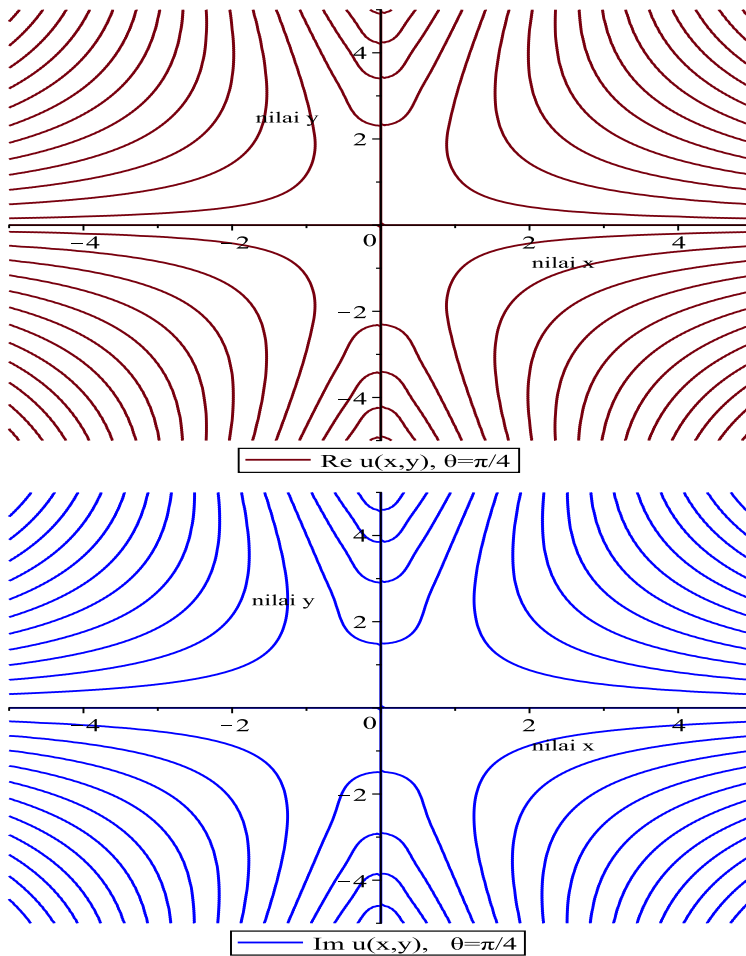 4
nilai y
2
−4 −2 0 2 4
nilai x
−2
−4
Re u(x,y), θ=π/4
4
nilai y
2
−4 −2 0 2 4
nilai x
−2
−4
Im u(x,y), θ=π/4